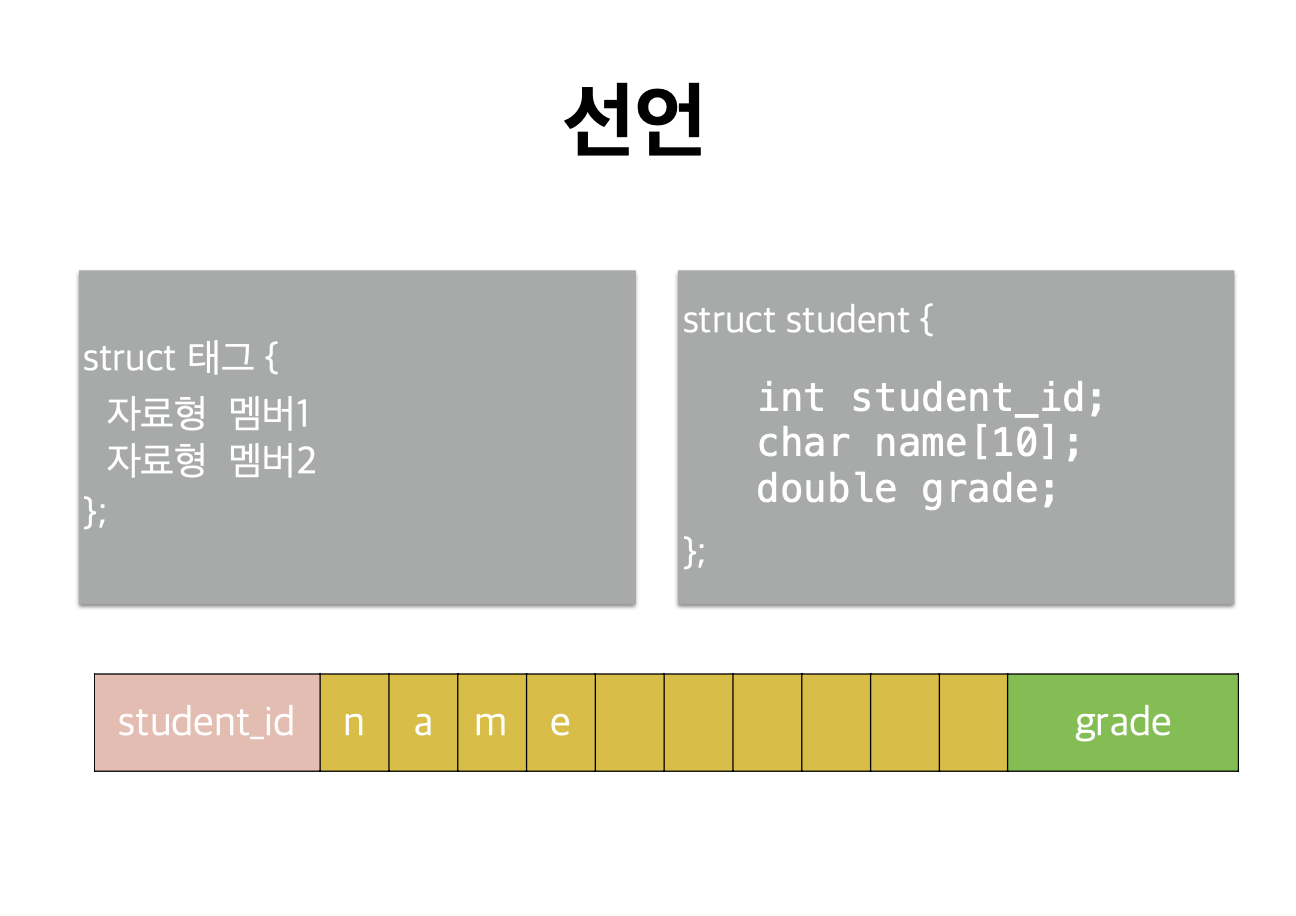 선언
struct 태그 {
자료형 멤버1
자료형 멤버2
};
struct student {
int student_id;
char name[10];
double grade;
};
student_id n a m e grade